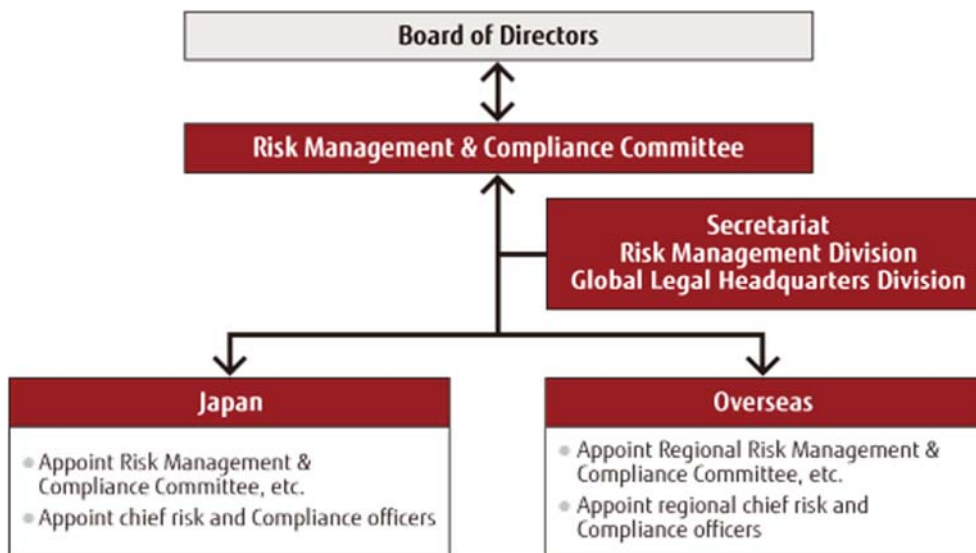 Board of Directors
Risk Management & Compliance Committee
Secretariat
Risk Management Division
Global Legal Headquarters Division
Japan
Appoint Risk Management &
Compliance Committee, etc.
Appoint chief risk and Compliance officers
Overseas
Appoint Regional Risk Management &
Compliance Committee, etc.
Appoint regional chief risk and
Compliance officers